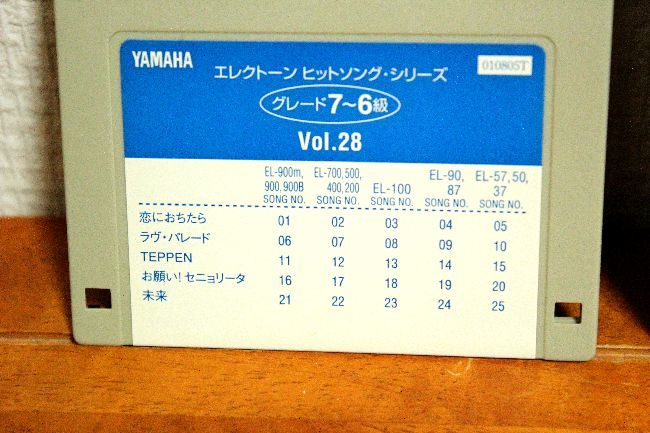 YAMAHA
エレクトーン ヒットソング・シリーズ
010805T
グレード7〜6級
Vol.28
EL-900m, EL-700,500, EL-90, EL-57,50,
900,900B 400,200 EL-100 87 37
SONG NO. SONG NO. SONG NO. SONG NO. SONG NO.
恋におちたら 01 02 03 04 05
ラヴ・パレード 06 07 08 09 10
TEPPEN 11 12 13 14 15
お願い!セニョリータ 16 17 18 19 20
未来 21 22 23 24 25